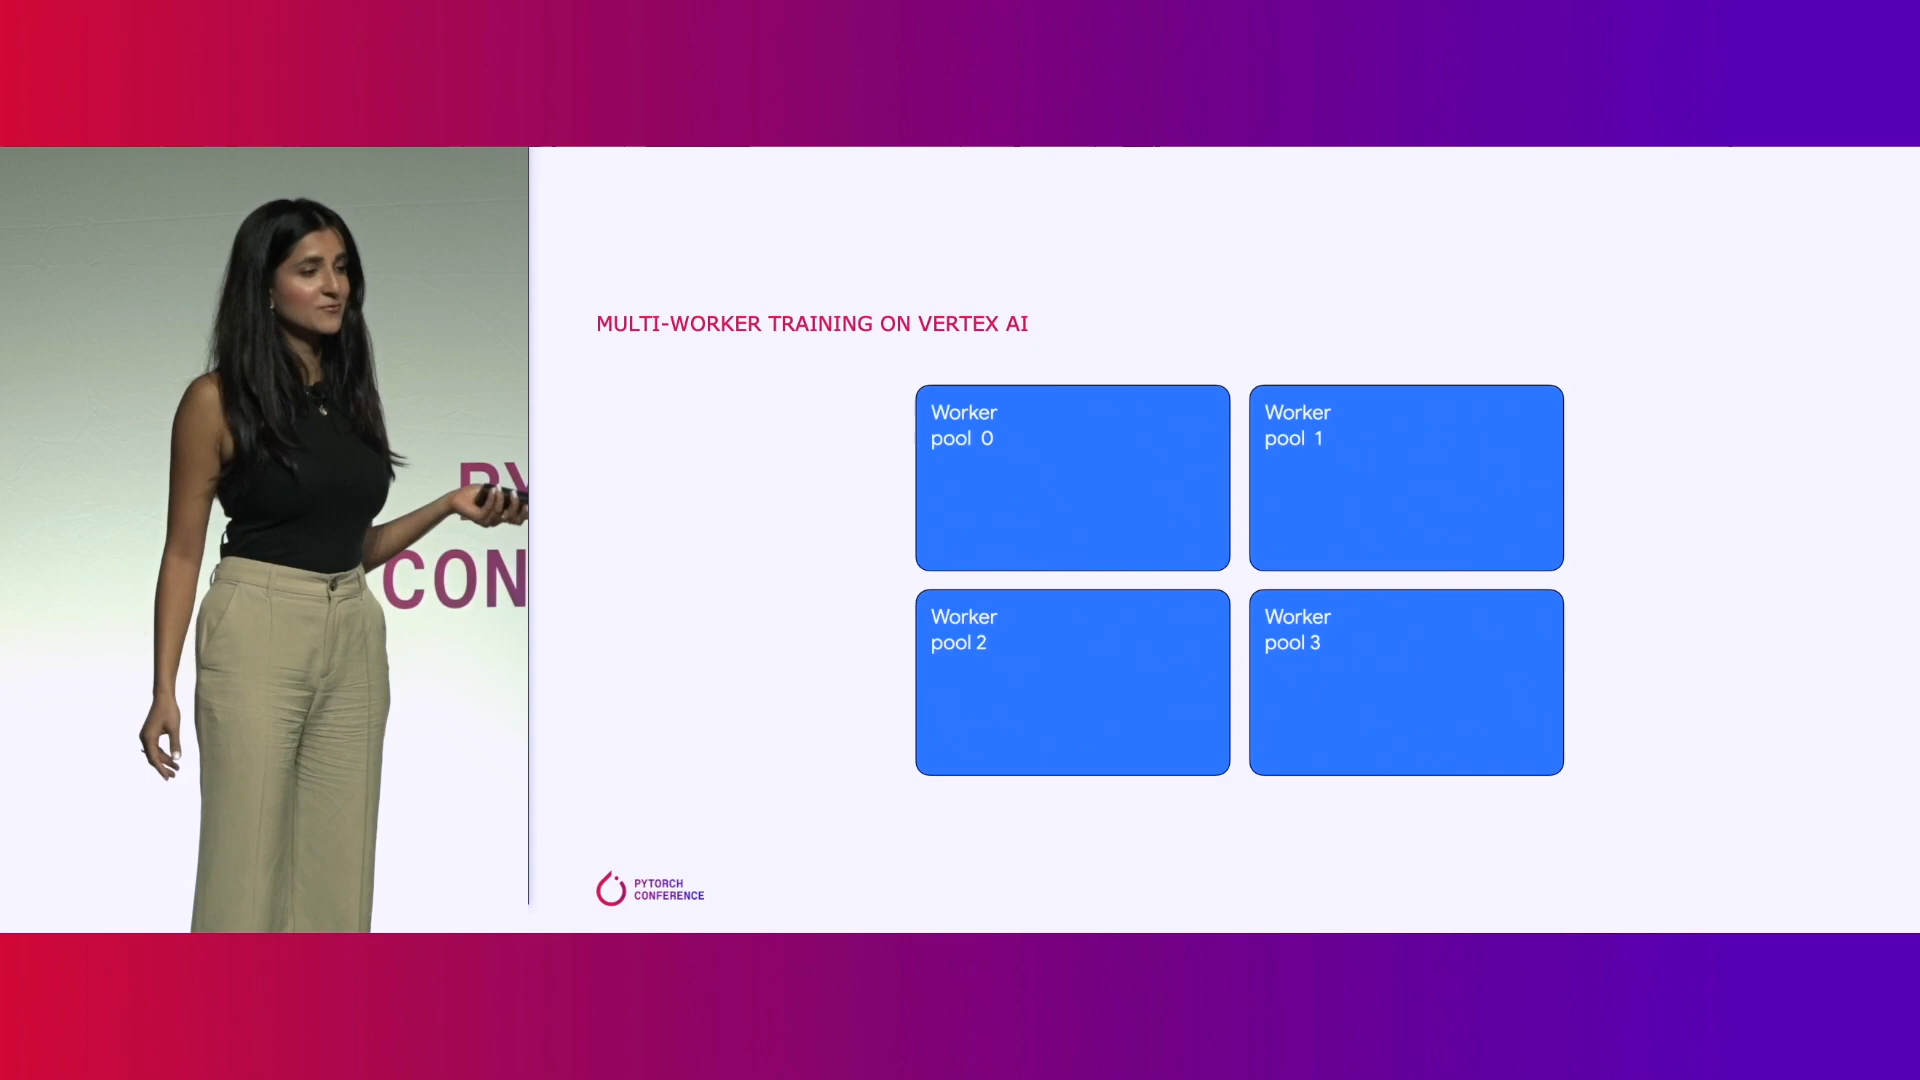 PY
CON
MULTI-WORKER TRAINING ON VERTEX AI
Worker
pool 0
Worker
pool 1
Worker
pool 2
Worker
pool 3
PYTORCH
CONFERENCE